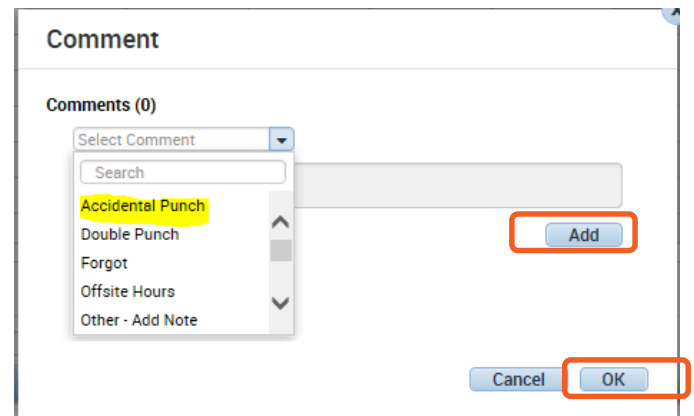 Comment
Comments (0)
Select Comment
Search
Accidental Punch
Double Punch
Forgot
Offsite Hours
Other - Add Note
Add
Cancel
OK